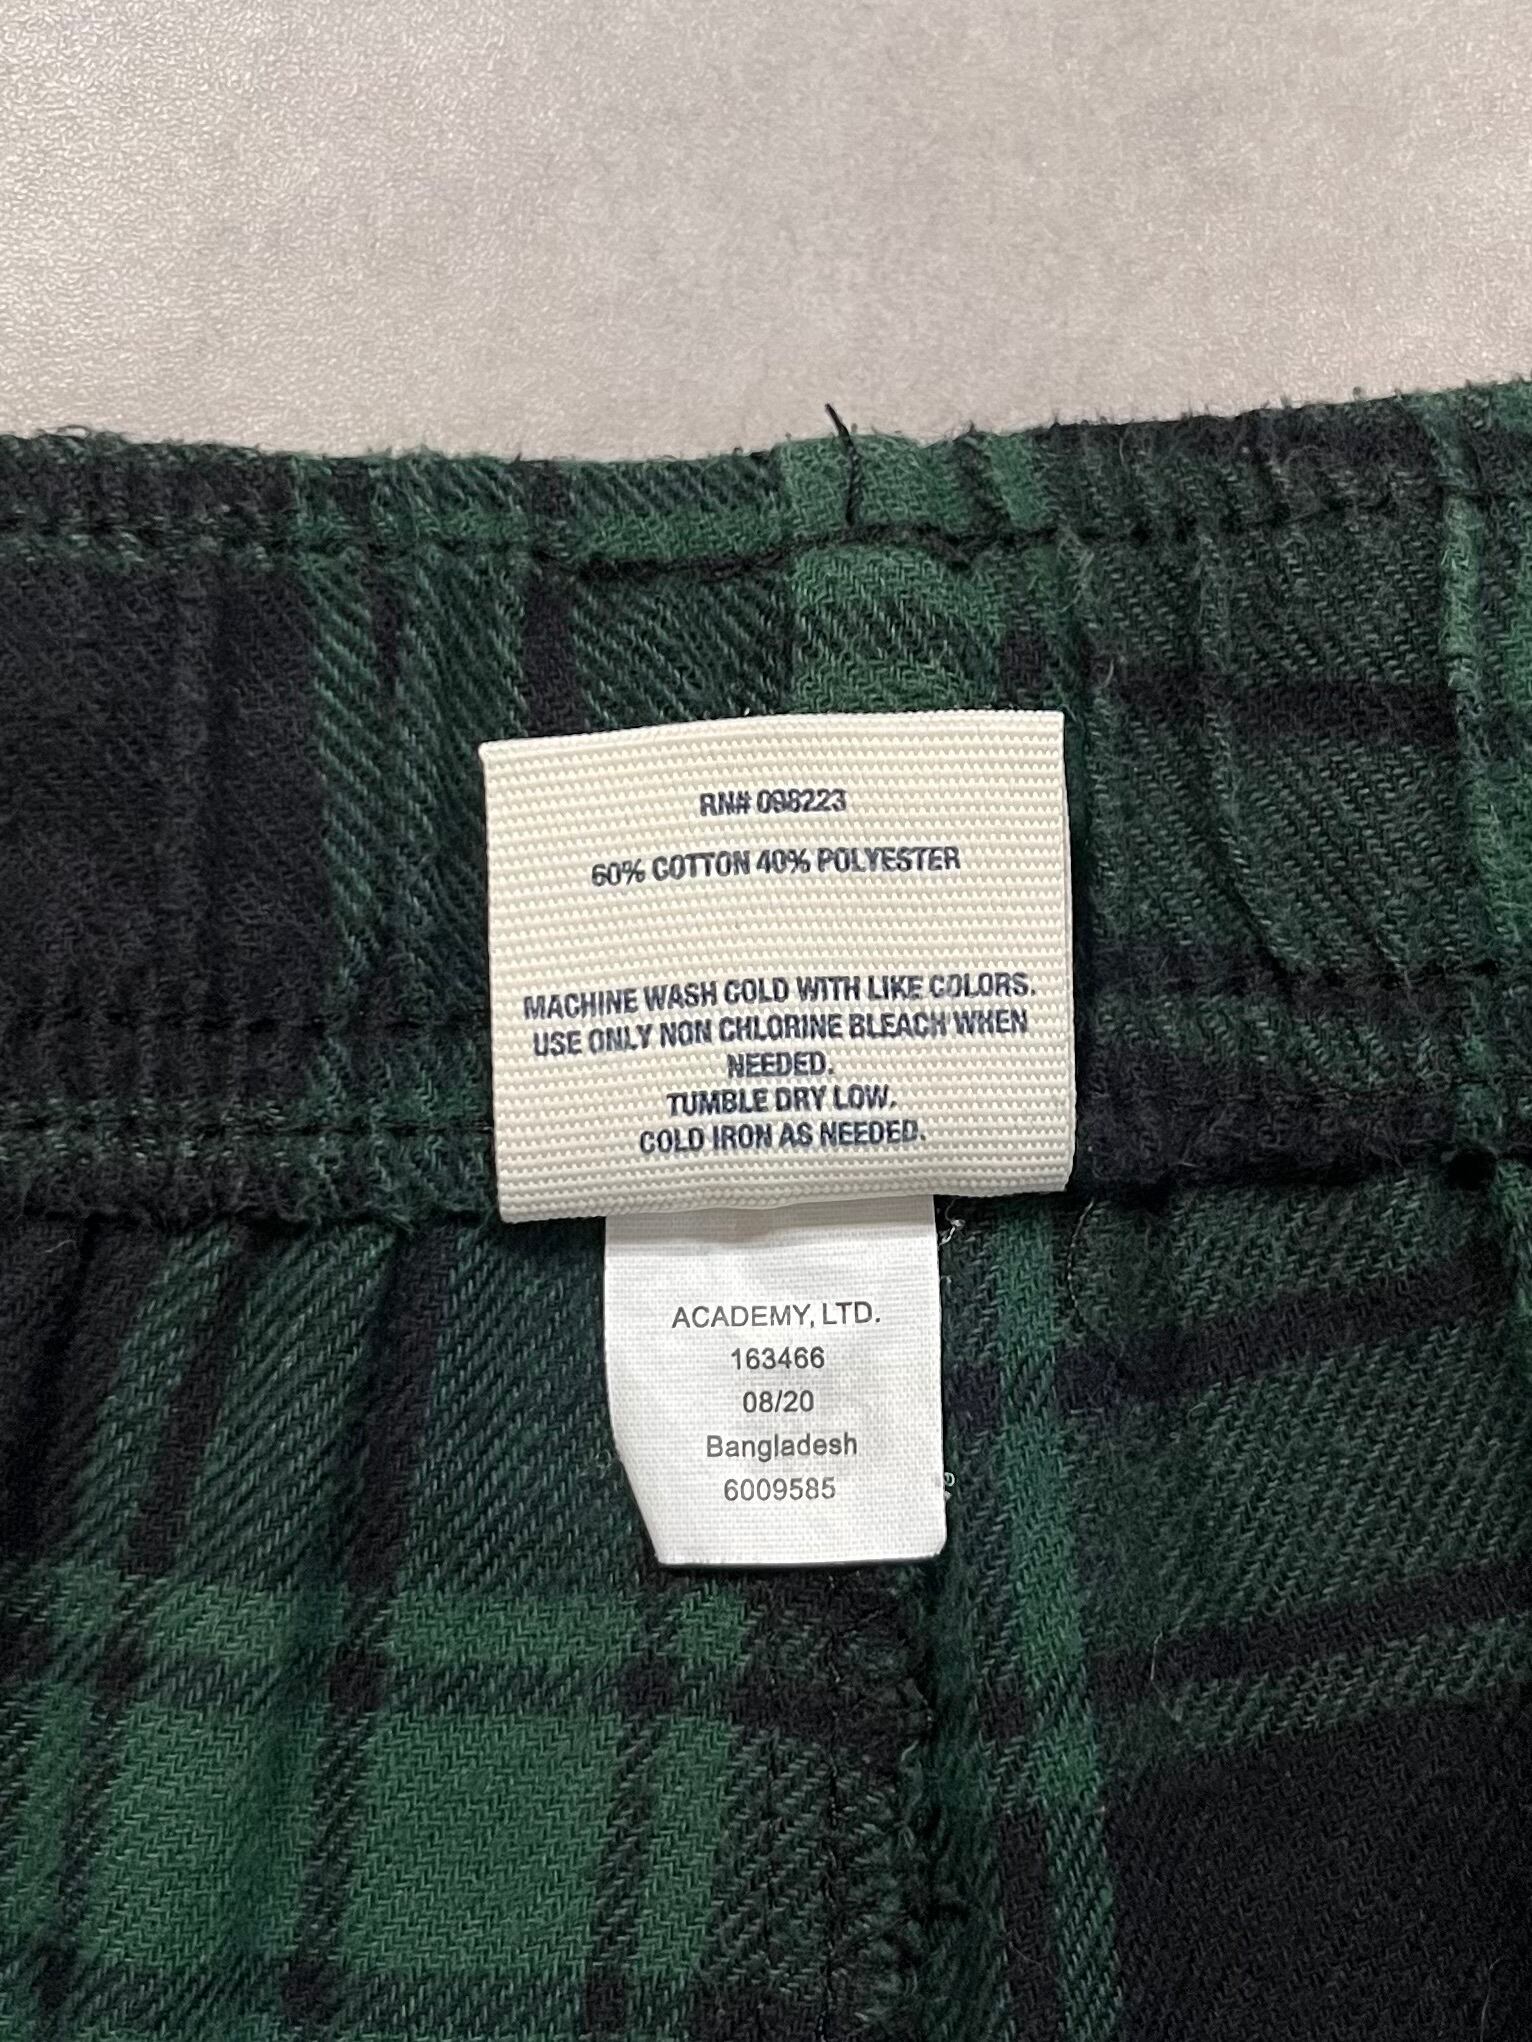 RN# 098223
60% COTTON 40% POLYESTER
MACHINE WASH COLD WITH LIKE COLORS.
USE ONLY NON CHLORINE BLEACH WHEN
NEEDED.
TUMBLE DRY LOW.
COLD IRON AS NEEDED.
ACADEMY, LTD.
163466
08/20
Bangladesh
6009585